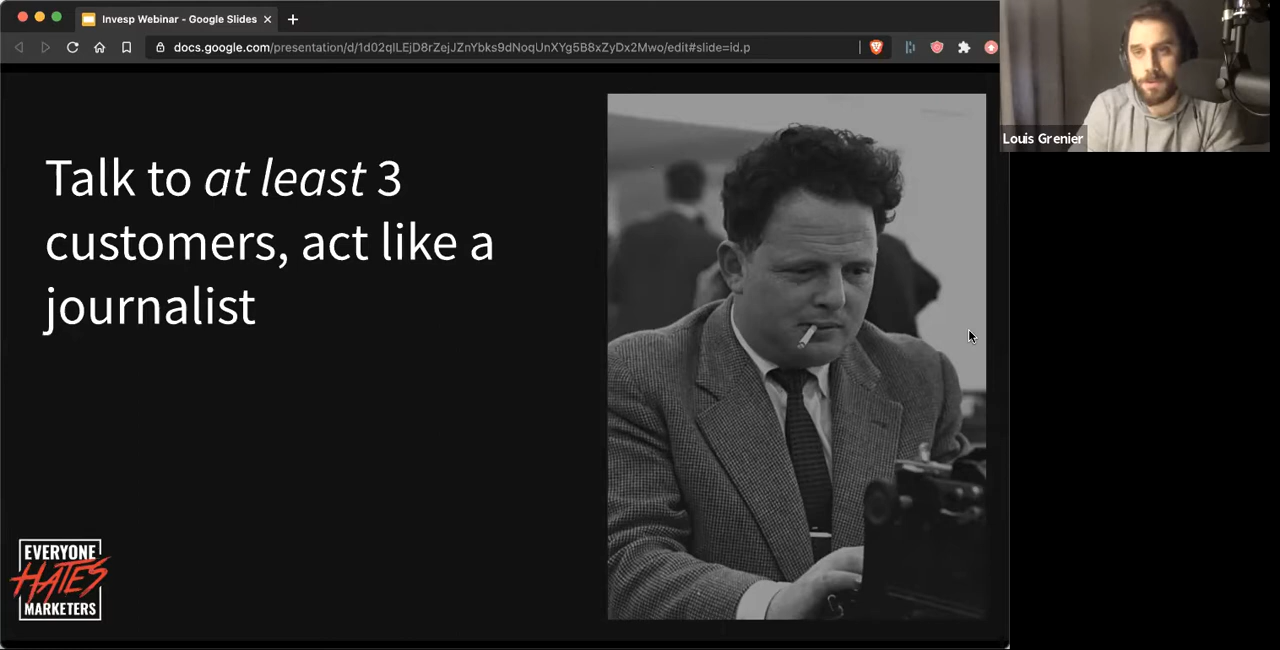 Invesp Webinar - Google Slides
docs.google.com/presentation/d/1d02qILEjD8rZejJZnYbks9dNoqUnXYg5B8xZyDx2Mwo/edit#slide=id.p
Louis Grenier
Talk to at least 3
customers, act like a
journalist
EVERYONE
HATES
MARKETERS